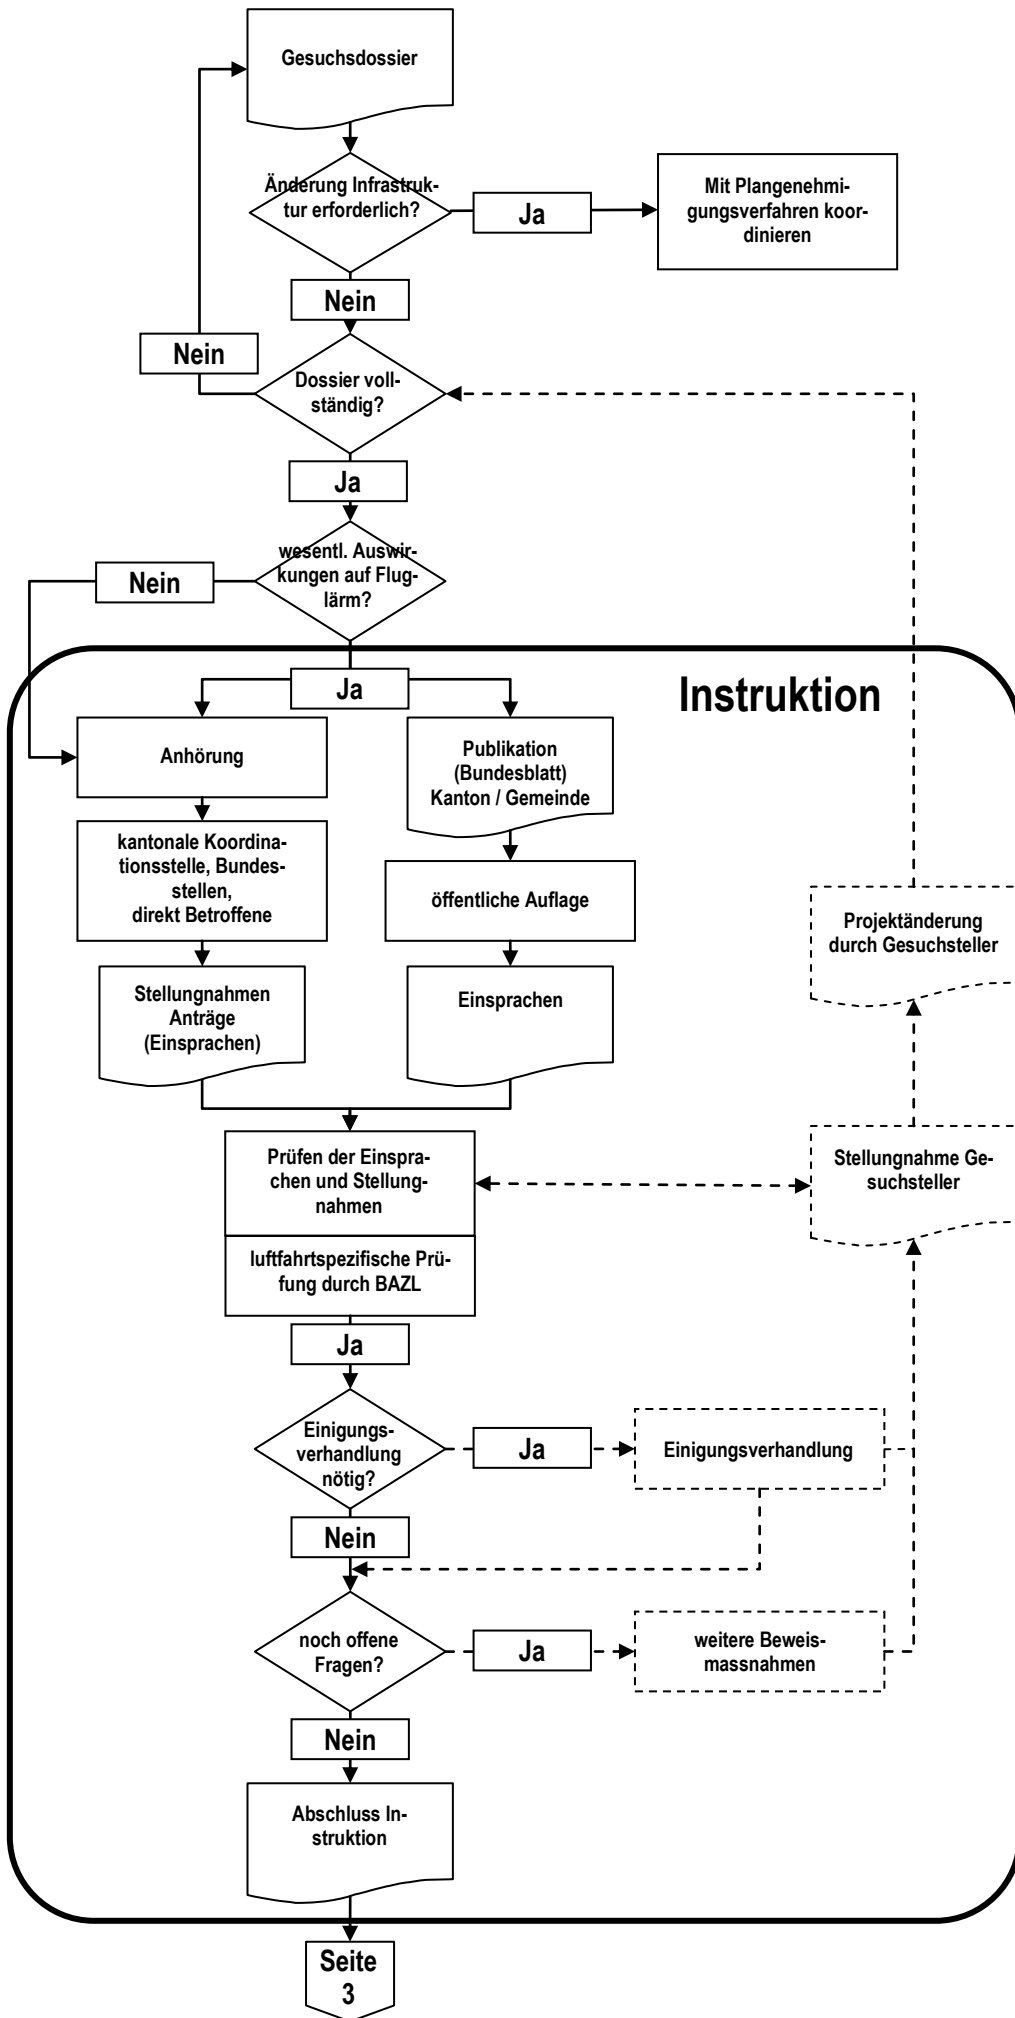 Gesuchsdossier
Änderung Infrastruk-
tur erforderlich?
Ja
Mit Plangenehmi-
gungsverfahren koor-
dinieren
Nein
Nein
Dossier voll-
ständig?
Ja
wesentl. Auswir-
kungen auf Flug-
lärm?
Nein
Ja
Instruktion
Anhörung
Publikation
(Bundesblatt)
Kanton / Gemeinde
kantonale Koordina-
tionsstelle, Bundes-
stellen,
direkt Betroffene
öffentliche Auflage
Projektänderung
durch Gesuchsteller
Stellungnahmen
Anträge
(Einsprachen)
Einsprachen
Prüfen der Einspra-
chen und Stellung-
nahmen
Stellungnahme Ge-
suchsteller
luftfahrtspezifische Prü-
fung durch BAZL
Ja
Einigungs-
verhandlung
nötig?
Ja
Einigungsverhandlung
Nein
noch offene
Fragen?
Ja
weitere Beweis-
massnahmen
Nein
Abschluss In-
struktion
Seite
3